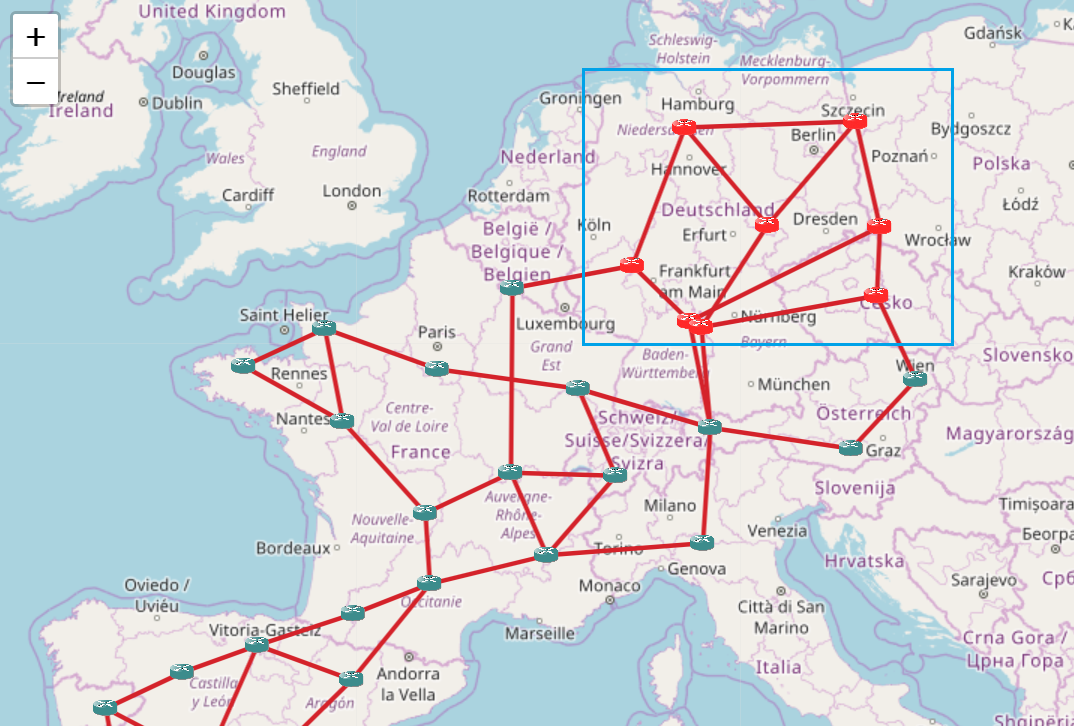 United Kingdom
+
−
Schleswig-
Holstein
Gdańsk
Mecklenburg-
Vorpommern
Douglas
Sheffield
Groningen
Hamburg
Szczecin
Ireland
Ireland
Dublin
Berlin
Bydgoszcz
Wales
England
Nederland
Hannover
Poznań
Polska
Cardiff
London
Rotterdam
Deutschland
Łódź
België /
Belgique /
Belgien
Köln
Erfurt
Dresden
Wrocław
Frankfurt
am Main
Kraków
Česko
Saint Helier
Luxembourg
Nürnberg
Paris
Grand
Est
Baden-
Württemberg
Bayern
Slovensko
Rennes
München
Wien
Nantes
Centre-
Val de Loire
Österreich
France
Schweiz/
Suisse/Svizzera/
Svizra
Graz
Magyarország
Auvergne-
Rhône-
Alpes
Slovenija
Nouvelle-
Aquitaine
Milano
Timișoara
Venezia
Bordeaux
Torino
Hrvatska
Genova
Oviedo /
Uviéu
Monaco
Sarajevo
Occitanie
Città di San
Marino
Vitoria-Gasteiz
Marseille
Crna Gora /
Црна Гора
Andorra
la Vella
Italia
Castilla
y León
Aragón